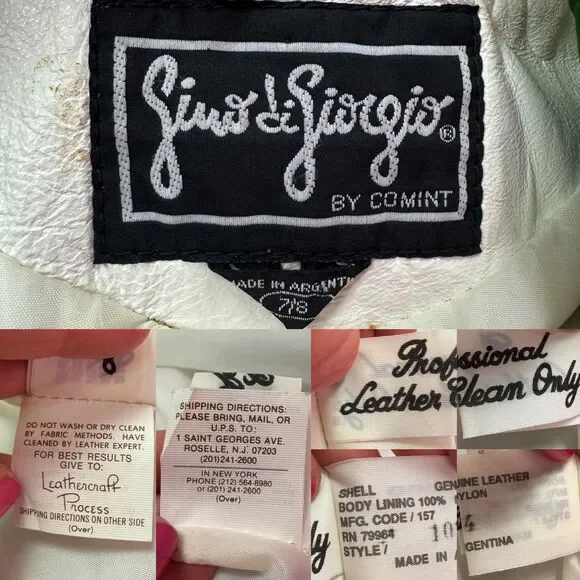 Gino di Giorgio ®
BY COMINT
MADE IN ARGENTI
7/8
DO NOT WASH OR DRY CLEAN
BY FABRIC METHODS. HAVE
CLEANED BY LEATHER EXPERT.
FOR BEST RESULTS
GIVE TO:
Leathercraft
Process
SHIPPING DIRECTIONS ON OTHER SIDE
(Over)
SHIPPING DIRECTIONS:
PLEASE BRING, MAIL, OR
U.P.S. TO:
1 SAINT GEORGES AVE.
ROSELLE, N.J. 07203
(201) 241-2600
IN NEW YORK
PHONE (212) 564-8980
or (201) 241-2600
(Over)
Professional
Leather Clean Only
SHELL GENUINE LEATHER
BODY LINING 100% NYLON
MFG. CODE / 157
RN 79964
STYLE /
MADE IN ARGENTINA